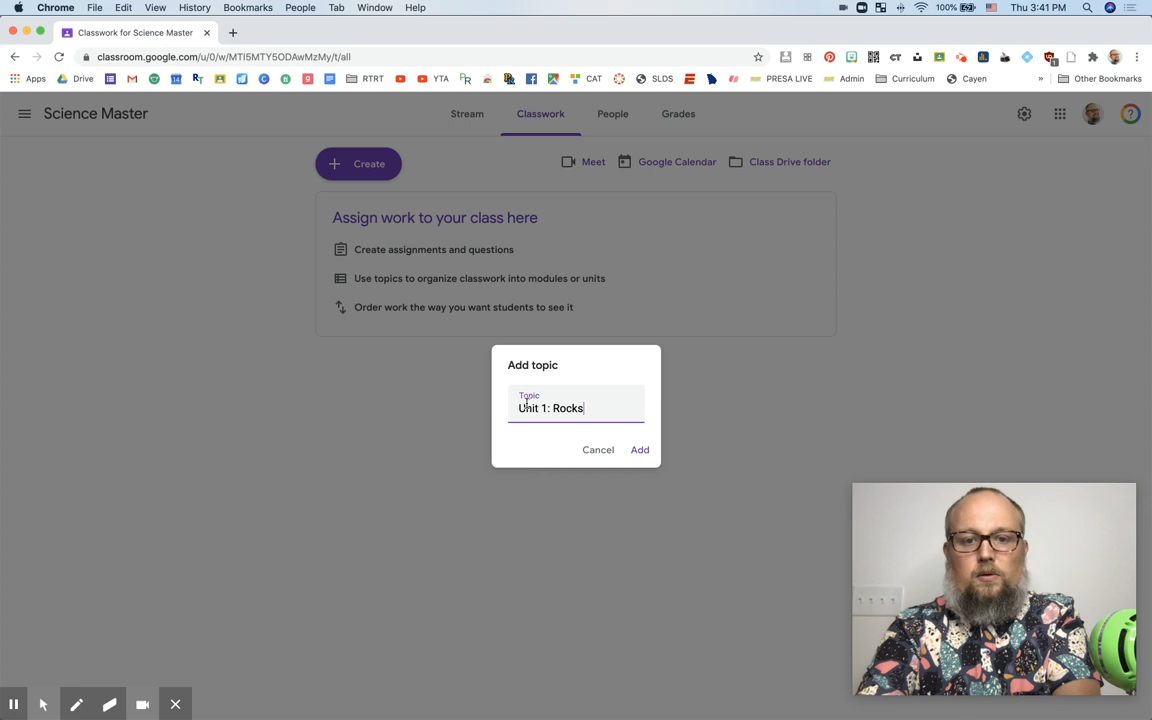 Chrome File Edit View History Bookmarks People Tab Window Help 100% Thu 3:41 PM
Classwork for Science Master
classroom.google.com/u/0/w/MTI5MTY5ODAwMzMy/t/all
Apps Drive RTRT YTA CAT SLDS PRESA LIVE Admin Curriculum Cayen » Other Bookmarks
Science Master Stream Classwork People Grades
Create Meet Google Calendar Class Drive folder
Assign work to your class here
Create assignments and questions
Use topics to organize classwork into modules or units
Order work the way you want students to see it
Add topic
Topic
Unit 1: Rocks
Cancel Add